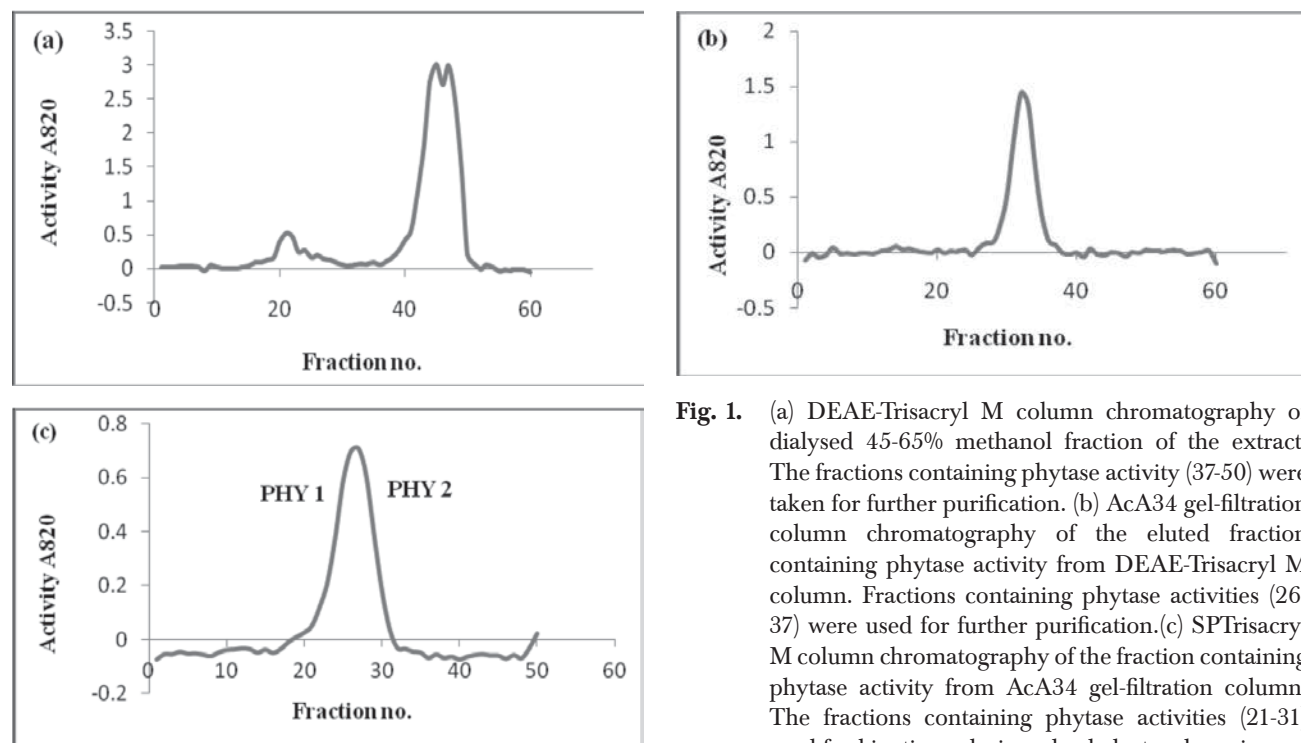 (a)
3.5
3
2.5
2
1.5
1
0.5
0
-0.5
0 20 40 60
Activity A820
Fraction no.
(b)
2
1.5
1
0.5
0
-0.5
0 20 40 60
Activity A820
Fraction no.
(c)
0.8
0.6
0.4
0.2
0
-0.2
0 10 20 30 40 50 60
PHY 1 PHY 2
Activity A820
Fraction no.
Fig. 1. (a) DEAE-Trisacryl M column chromatography o
dialysed 45-65% methanol fraction of the extract
The fractions containing phytase activity (37-50) were
taken for further purification. (b) AcA34 gel-filtration
column chromatography of the eluted fraction
containing phytase activity from DEAE-Trisacryl M
column. Fractions containing phytase activities (26
37) were used for further purification.(c) SPTrisacry
M column chromatography of the fraction containing
phytase activity from AcA34 gel-filtration column
The fractions containing phytase activities (21-31